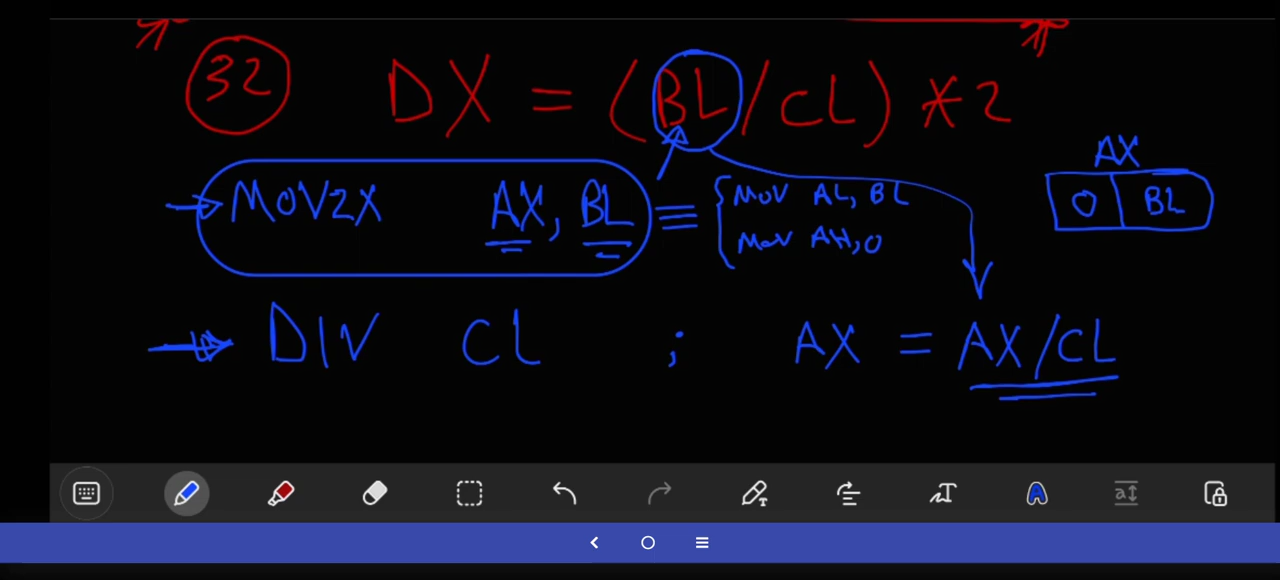 32 DX = (BL/CL) * 2
AX
MOVZX AX, BL ≡ { MOV AL, BL
MOV AH, 0
0 BL
DIV CL ; AX = AX/CL